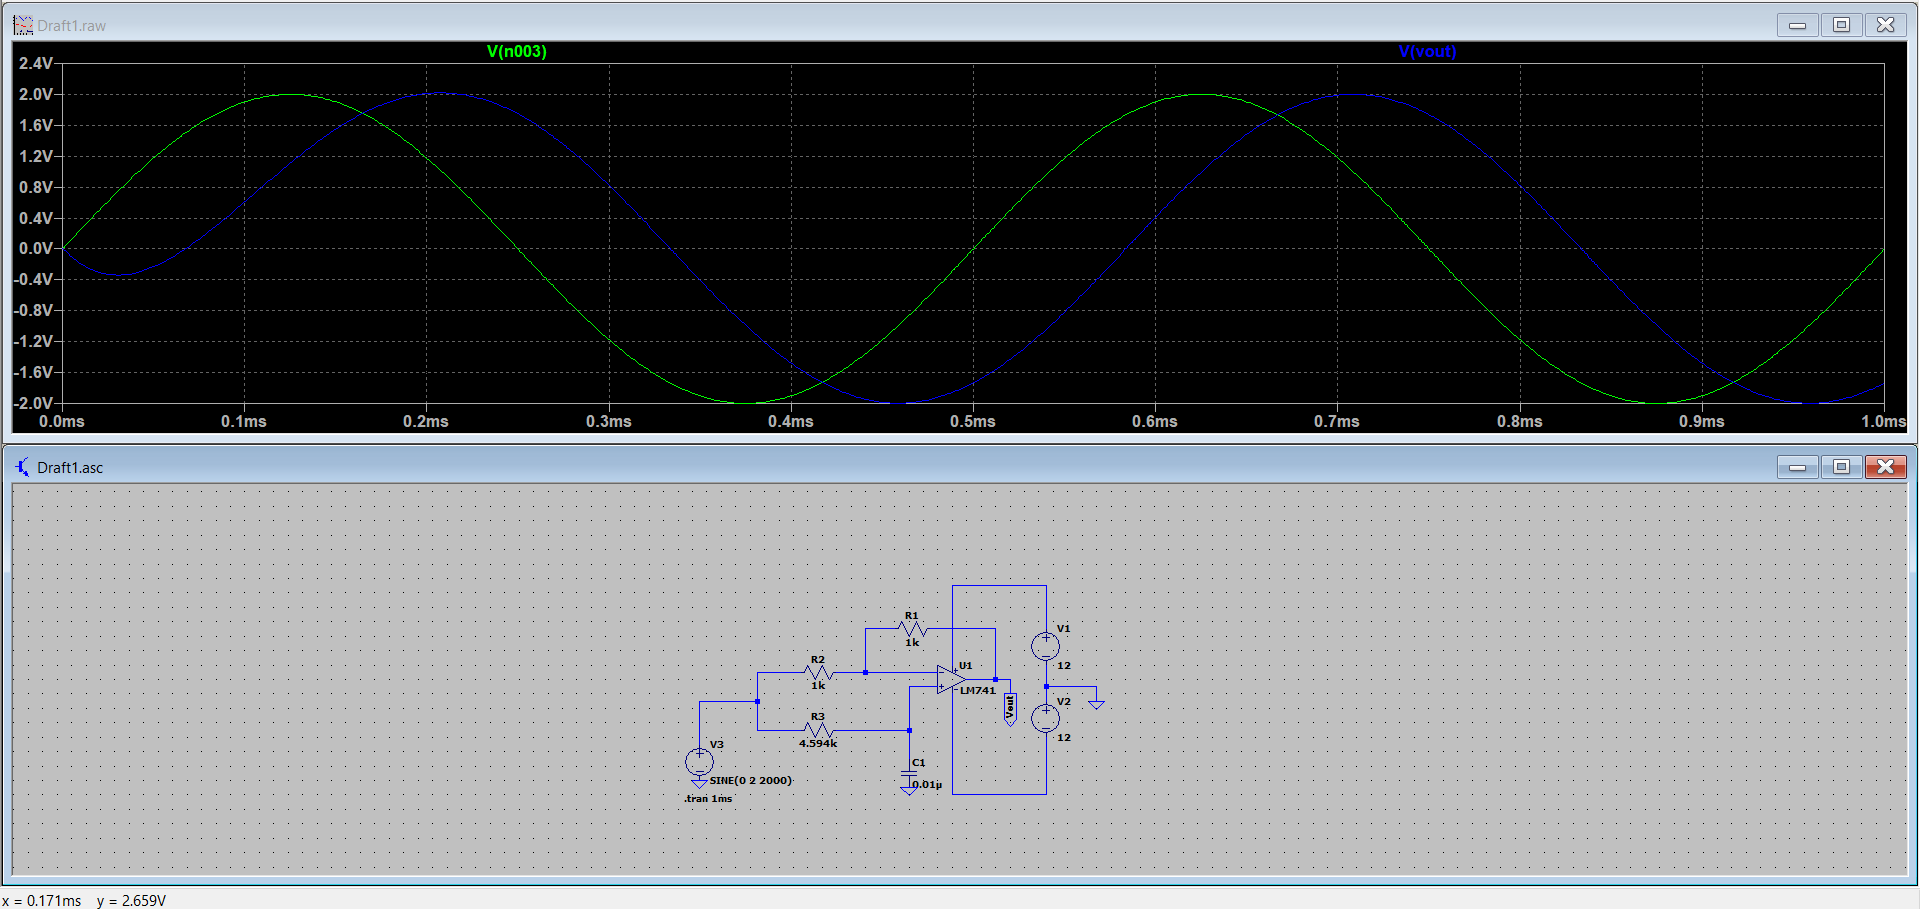 Draft1.raw
V(n003) V(vout)
2.4V
2.0V
1.6V
1.2V
0.8V
0.4V
0.0V
-0.4V
-0.8V
-1.2V
-1.6V
-2.0V
0.0ms 0.1ms 0.2ms 0.3ms 0.4ms 0.5ms 0.6ms 0.7ms 0.8ms 0.9ms 1.0ms
Draft1.asc
R1
1k
V1
12
R2
1k
U1
LM741
Vout
V2
12
R3
4.594k
V3
SINE(0 2 2000)
.tran 1ms
C1
0.01µ
x = 0.171ms y = 2.659V